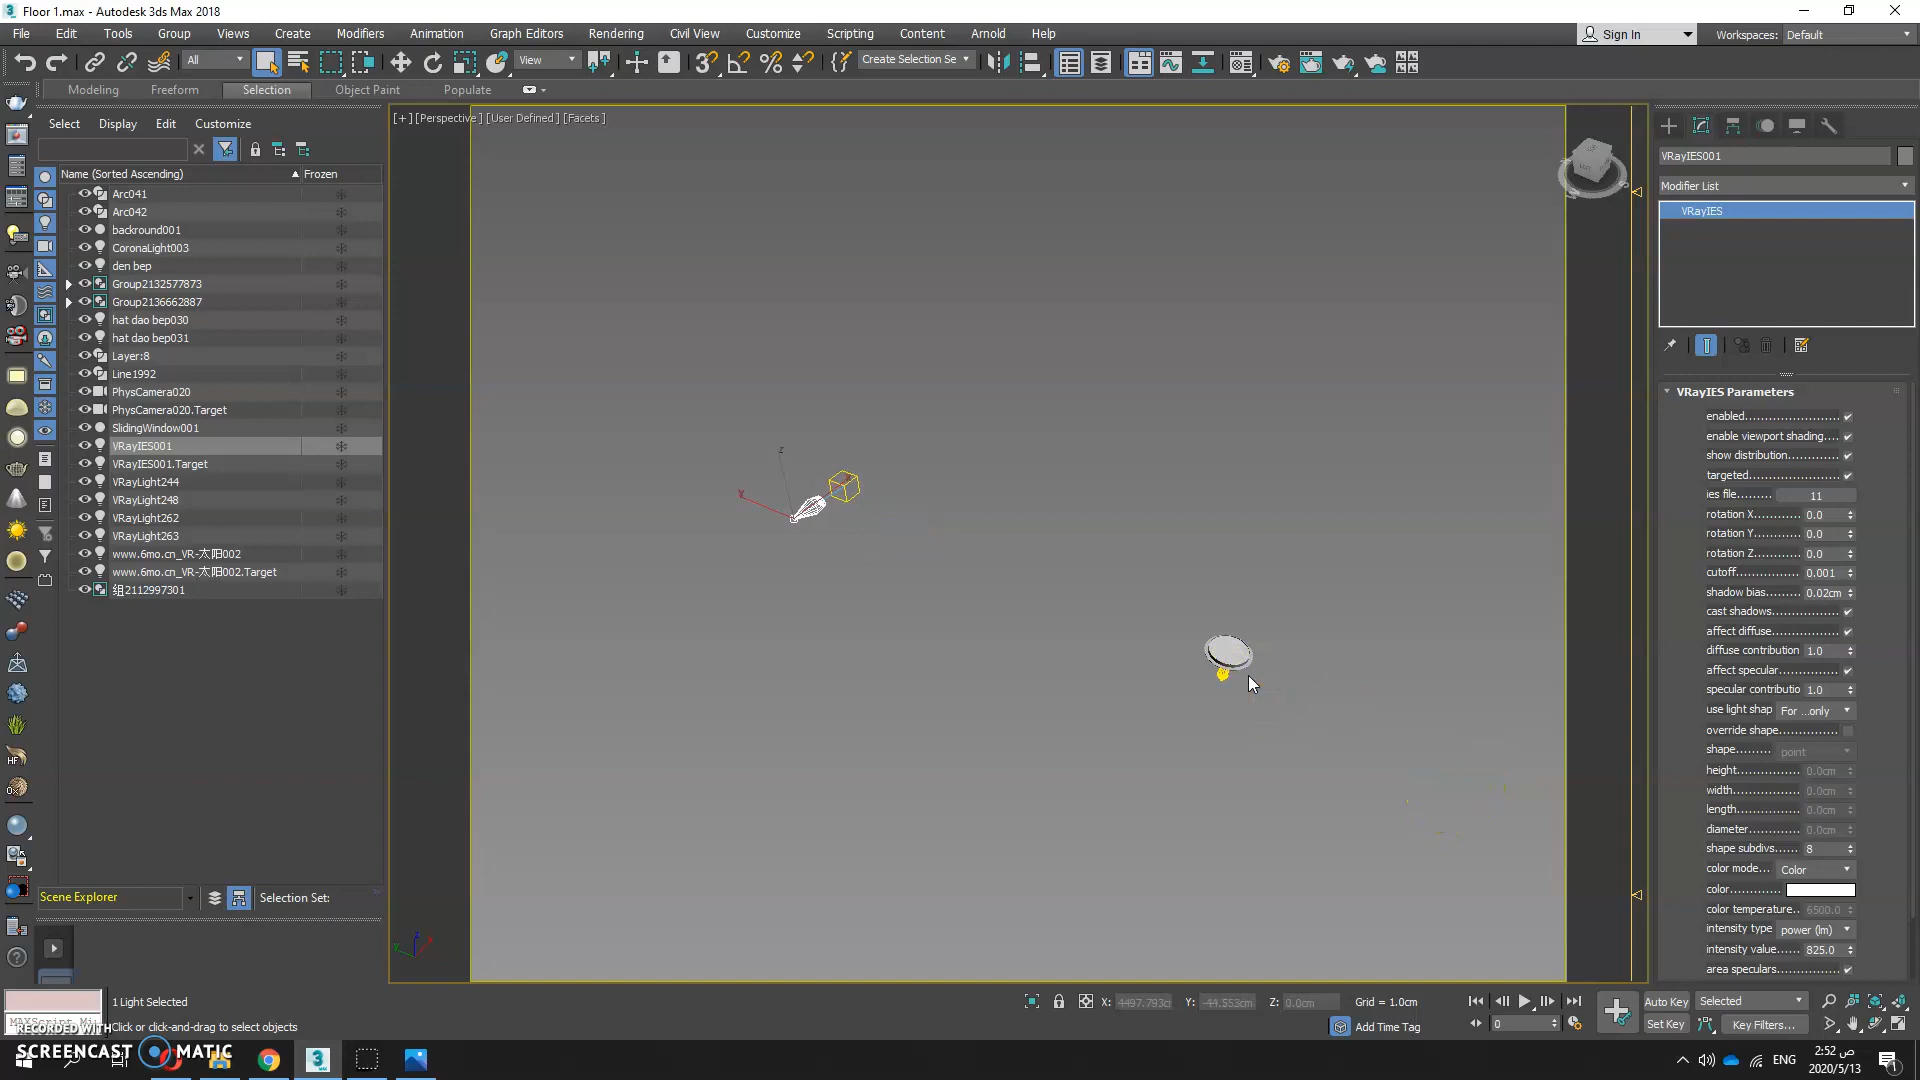 Floor 1.max - Autodesk 3ds Max 2018
File Edit Tools Group Views Create Modifiers Animation Graph Editors Rendering Civil View Customize Scripting Content Arnold Help
Sign In Workspaces: Default
All View Create Selection Se
Modeling Freeform Selection Object Paint Populate
Select Display Edit Customize
[+] [Perspective] [User Defined] [Facets]
Name (Sorted Ascending) Frozen
Arc041
Arc042
backround001
CoronaLight003
den bep
Group2132577873
Group2136662887
hat dao bep030
hat dao bep031
Layer:8
Line1992
PhysCamera020
PhysCamera020.Target
SlidingWindow001
VRayIES001
VRayIES001.Target
VRayLight244
VRayLight248
VRayLight262
VRayLight263
www.6mo.cn_VR-太阳002
www.6mo.cn_VR-太阳002.Target
组2112997301
Scene Explorer Selection Set:
VRayIES001
Modifier List
VRayIES
VRayIES Parameters
enabled
enable viewport shading
show distribution
targeted
ies file 11
rotation X 0.0
rotation Y 0.0
rotation Z 0.0
cutoff 0.001
shadow bias 0.02cm
cast shadows
affect diffuse
diffuse contribution 1.0
affect specular
specular contributio 1.0
use light shap For ...only
override shape
shape point
height 0.0cm
width 0.0cm
length 0.0cm
diameter 0.0cm
shape subdivs 8
color mode Color
color
color temperature 6500.0
intensity type power (lm)
intensity value 825.0
area speculars
1 Light Selected
Click or click-and-drag to select objects
X: 4497.793c Y: -44.553cm Z: 0.0cm Grid = 1.0cm
Add Time Tag
0
Auto Key Selected
Set Key Key Filters...
MAXScript Mi
RECORDED WITH
SCREENCAST MATIC
ENG
2:52 ص
2020/5/13
1